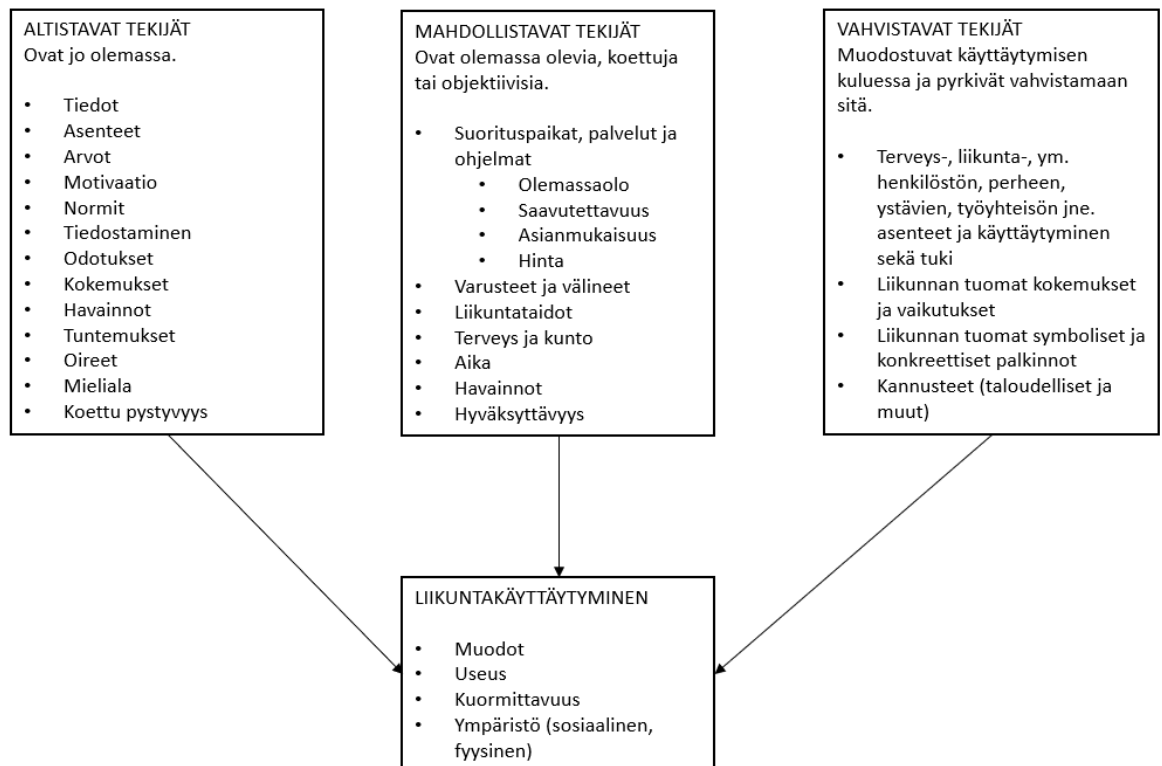 ALTISTAVAT TEKIJÄT
Ovat jo olemassa.
• Tiedot
• Asenteet
• Arvot
• Motivaatio
• Normit
• Tiedostaminen
• Odotukset
• Kokemukset
• Havainnot
• Tuntemukset
• Oireet
• Mieliala
• Koettu pystyvyys
MAHDOLLISTAVAT TEKIJÄT
Ovat olemassa olevia, koettuja
tai objektiivisia.
• Suorituspaikat, palvelut ja
ohjelmat
• Olemassaolo
• Saavutettavuus
• Asianmukaisuus
• Hinta
• Varusteet ja välineet
• Liikuntataidot
• Terveys ja kunto
• Aika
• Havainnot
• Hyväksyttävyys
VAHVISTAVAT TEKIJÄT
Muodostuvat käyttäytymisen
kuluessa ja pyrkivät vahvistamaan
sitä.
• Terveys-, liikunta-, ym.
henkilöstön, perheen,
ystävien, työyhteisön jne.
asenteet ja käyttäytyminen
sekä tuki
• Liikunnan tuomat kokemukset
ja vaikutukset
• Liikunnan tuomat symboliset ja
konkreettiset palkinnot
• Kannusteet (taloudelliset ja
muut)
LIIKUNTAKÄYTTÄYTYMINEN
• Muodot
• Useus
• Kuormittavuus
• Ympäristö (sosiaalinen,
fyysinen)